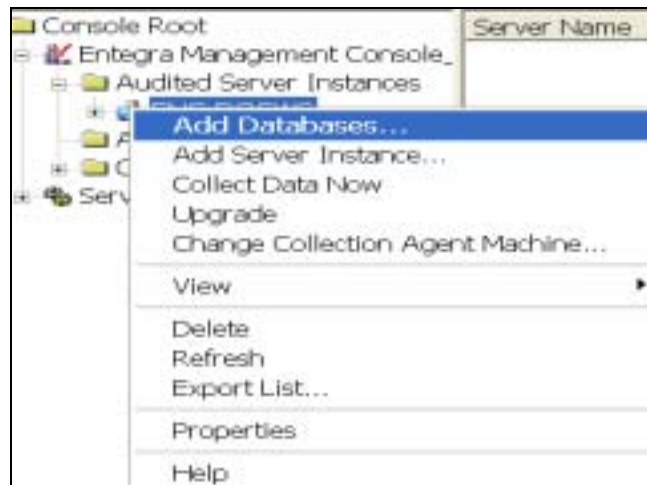 Console Root
Server Name
Entegra Management Console_
Audited Server Instances
Add Databases...
Add Server Instance...
Collect Data Now
Upgrade
Change Collection Agent Machine...
View
Delete
Refresh
Export List...
Properties
Help